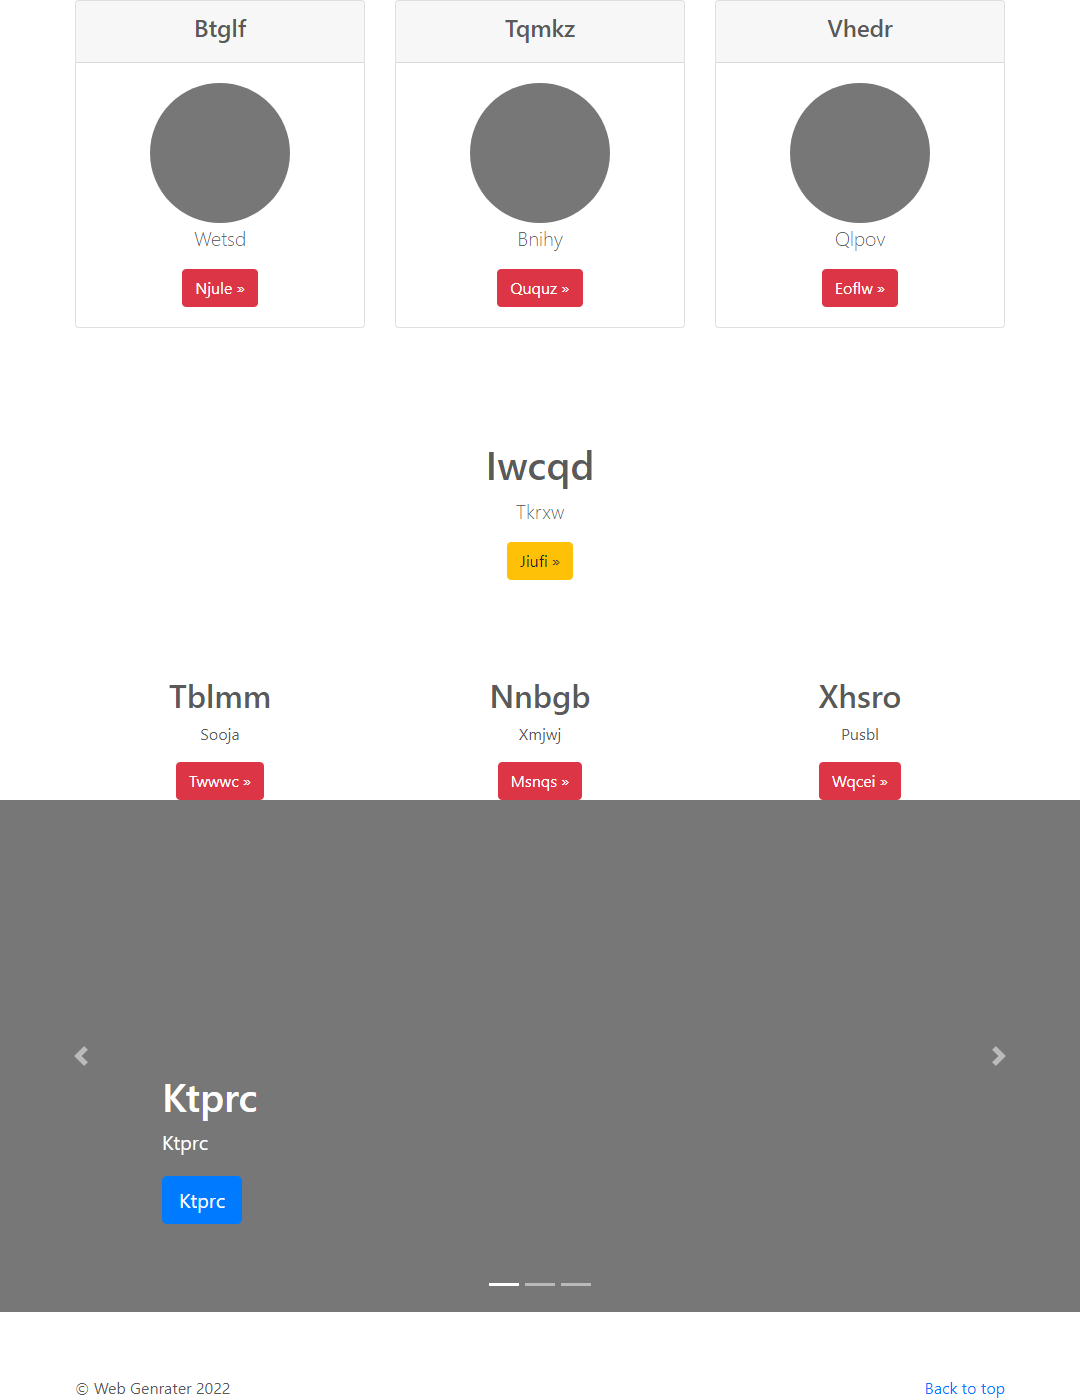 Btglf
Tqmkz
Vhedr
Wetsd
Bnihy
Qlpov
Njule »
Ququz »
Eoflw »
Iwcqd
Tkrxw
Jiufi »
Tblmm
Nnbgb
Xhsro
Sooja
Xmjwj
Pusbl
Twwwc »
Msnqs »
Wqcei »
Ktprc
Ktprc
Ktprc
© Web Genrater 2022
Back to top